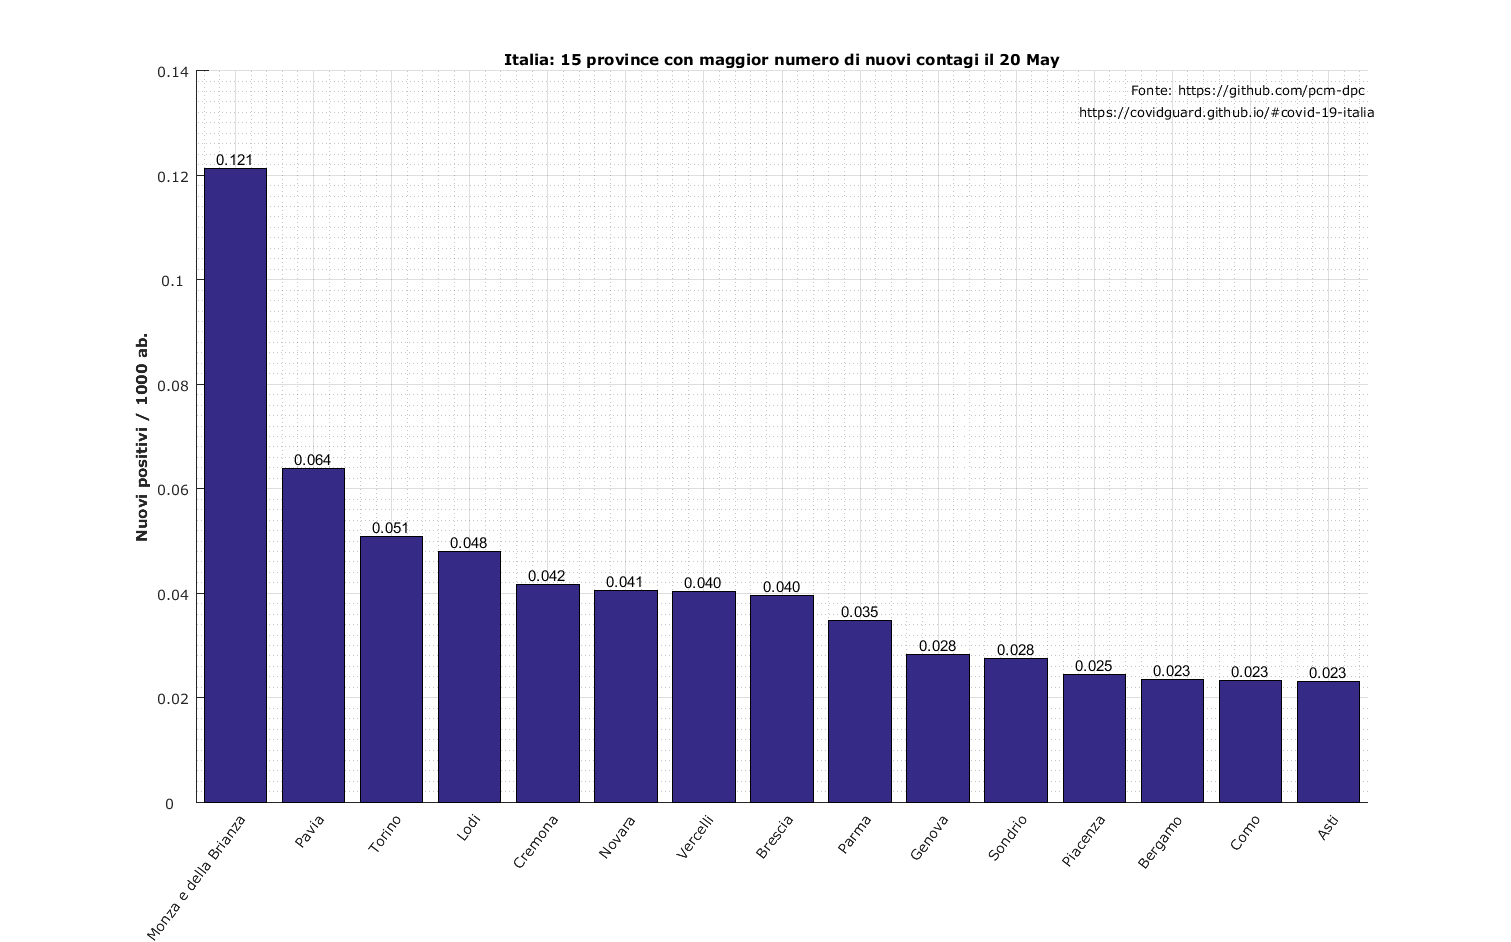 Italia: 15 province con maggior numero di nuovi contagi il 20 May
Fonte: https://github.com/pcm-dpc
https://covidguard.github.io/#covid-19-italia
Nuovi positivi / 1000 ab.
0.14
0.12
0.1
0.08
0.06
0.04
0.02
0
0.121
0.064
0.051
0.048
0.042
0.041
0.040
0.040
0.035
0.028
0.028
0.025
0.023
0.023
0.023
Monza e della Brianza
Pavia
Torino
Lodi
Cremona
Novara
Vercelli
Brescia
Parma
Genova
Sondrio
Piacenza
Bergamo
Como
Asti